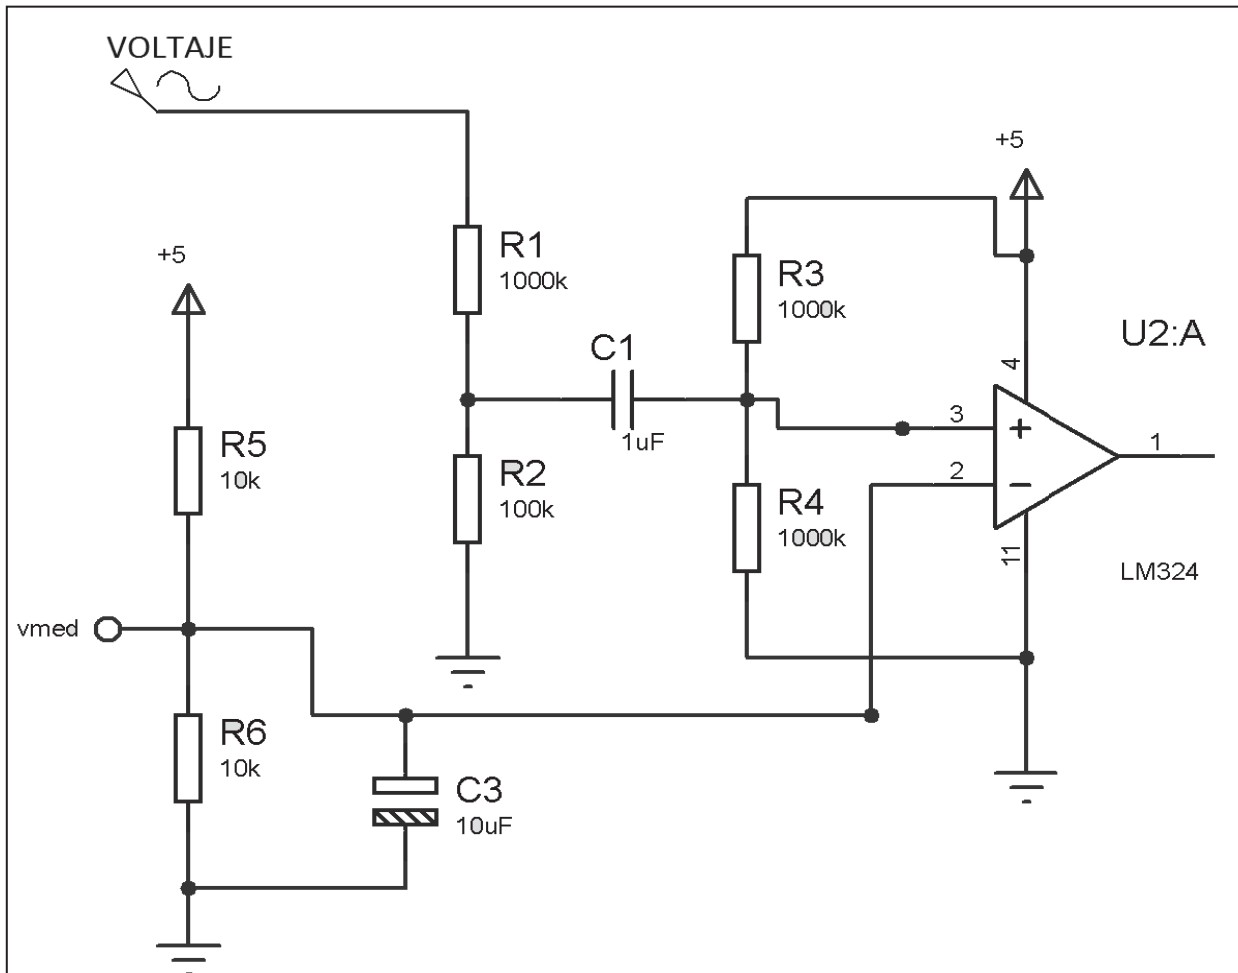 VOLTAJE
+5
R1
1000k
+5
R3
1000k
U2:A
C1
1uF
4
3
+
2
−
1
R5
10k
R2
100k
R4
1000k
11
LM324
vmed
R6
10k
C3
10uF